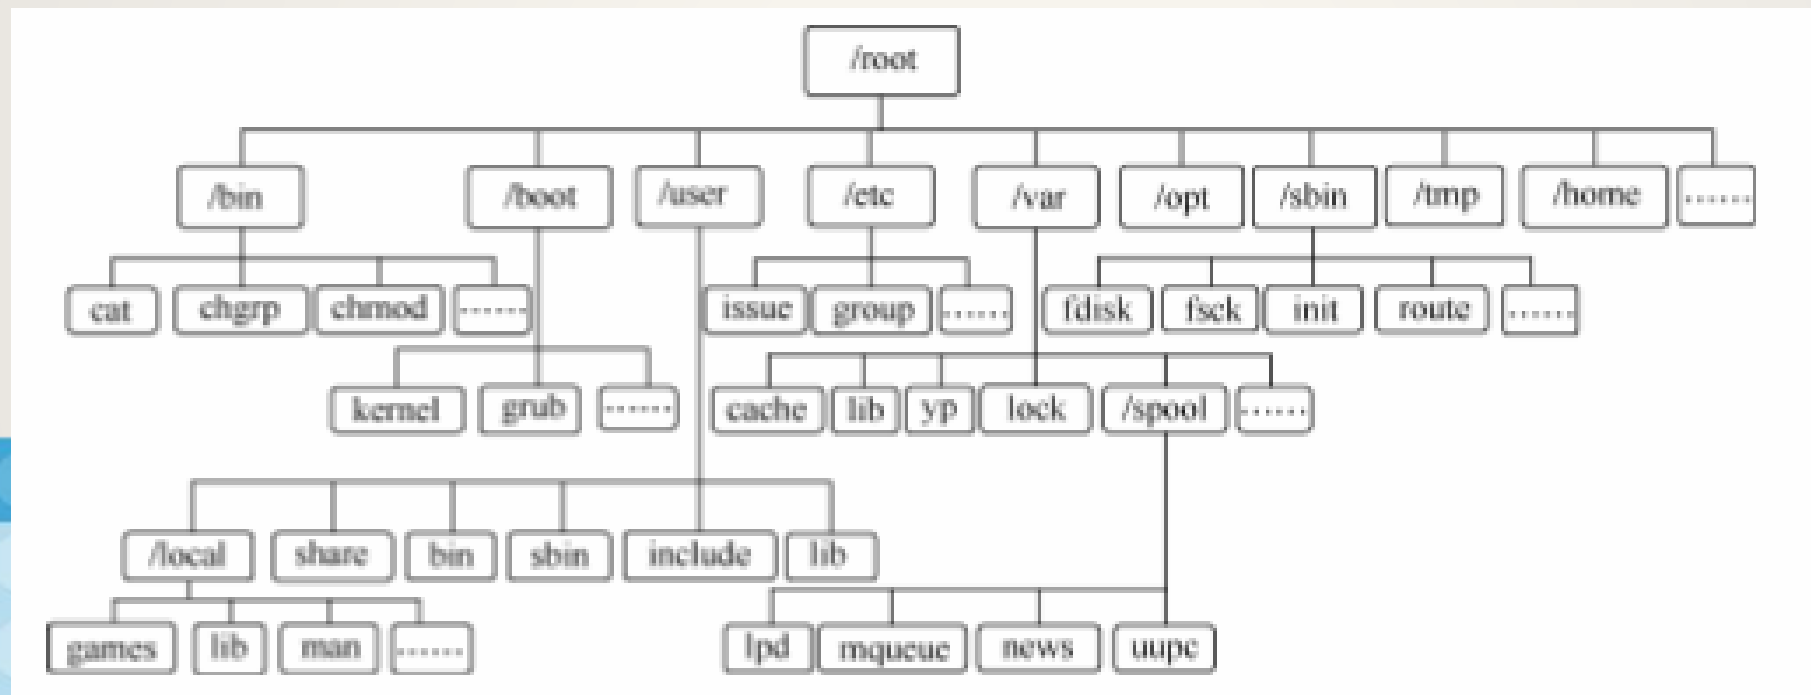 /root
/bin /boot /user /etc /var /opt /sbin /tmp /home ......
cat chgrp chmod ...... issue group ...... fdisk fsck init route ......
kernel grub ...... cache lib yp lock /spool ......
/local share bin sbin include lib
games lib man ...... lpd mqueue news uupc